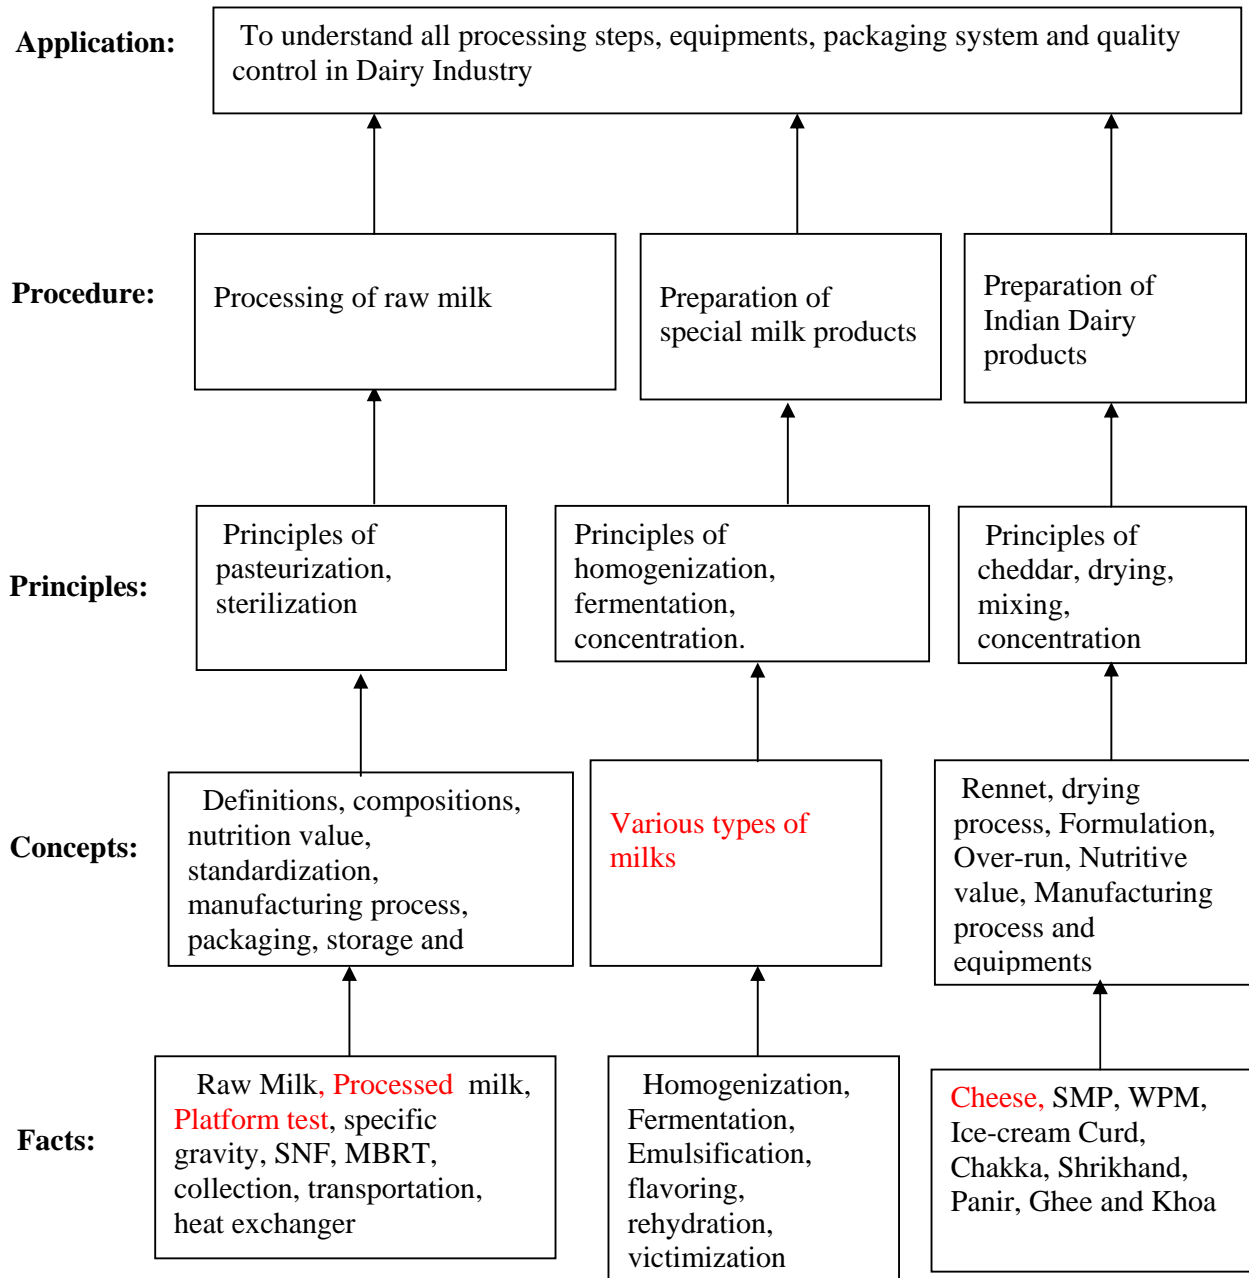 Application:
To understand all processing steps, equipments, packaging system and quality
control in Dairy Industry
Procedure:
Processing of raw milk
Preparation of
special milk products
Preparation of
Indian Dairy
products
Principles:
Principles of
pasteurization,
sterilization
Principles of
homogenization,
fermentation,
concentration.
Principles of
cheddar, drying,
mixing,
concentration
Concepts:
Definitions, compositions,
nutrition value,
standardization,
manufacturing process,
packaging, storage and
Various types of
milks
Rennet, drying
process, Formulation,
Over-run, Nutritive
value, Manufacturing
process and
equipments
Facts:
Raw Milk, Processed milk,
Platform test, specific
gravity, SNF, MBRT,
collection, transportation,
heat exchanger
Homogenization,
Fermentation,
Emulsification,
flavoring,
rehydration,
victimization
Cheese, SMP, WPM,
Ice-cream Curd,
Chakka, Shrikhand,
Panir, Ghee and Khoa